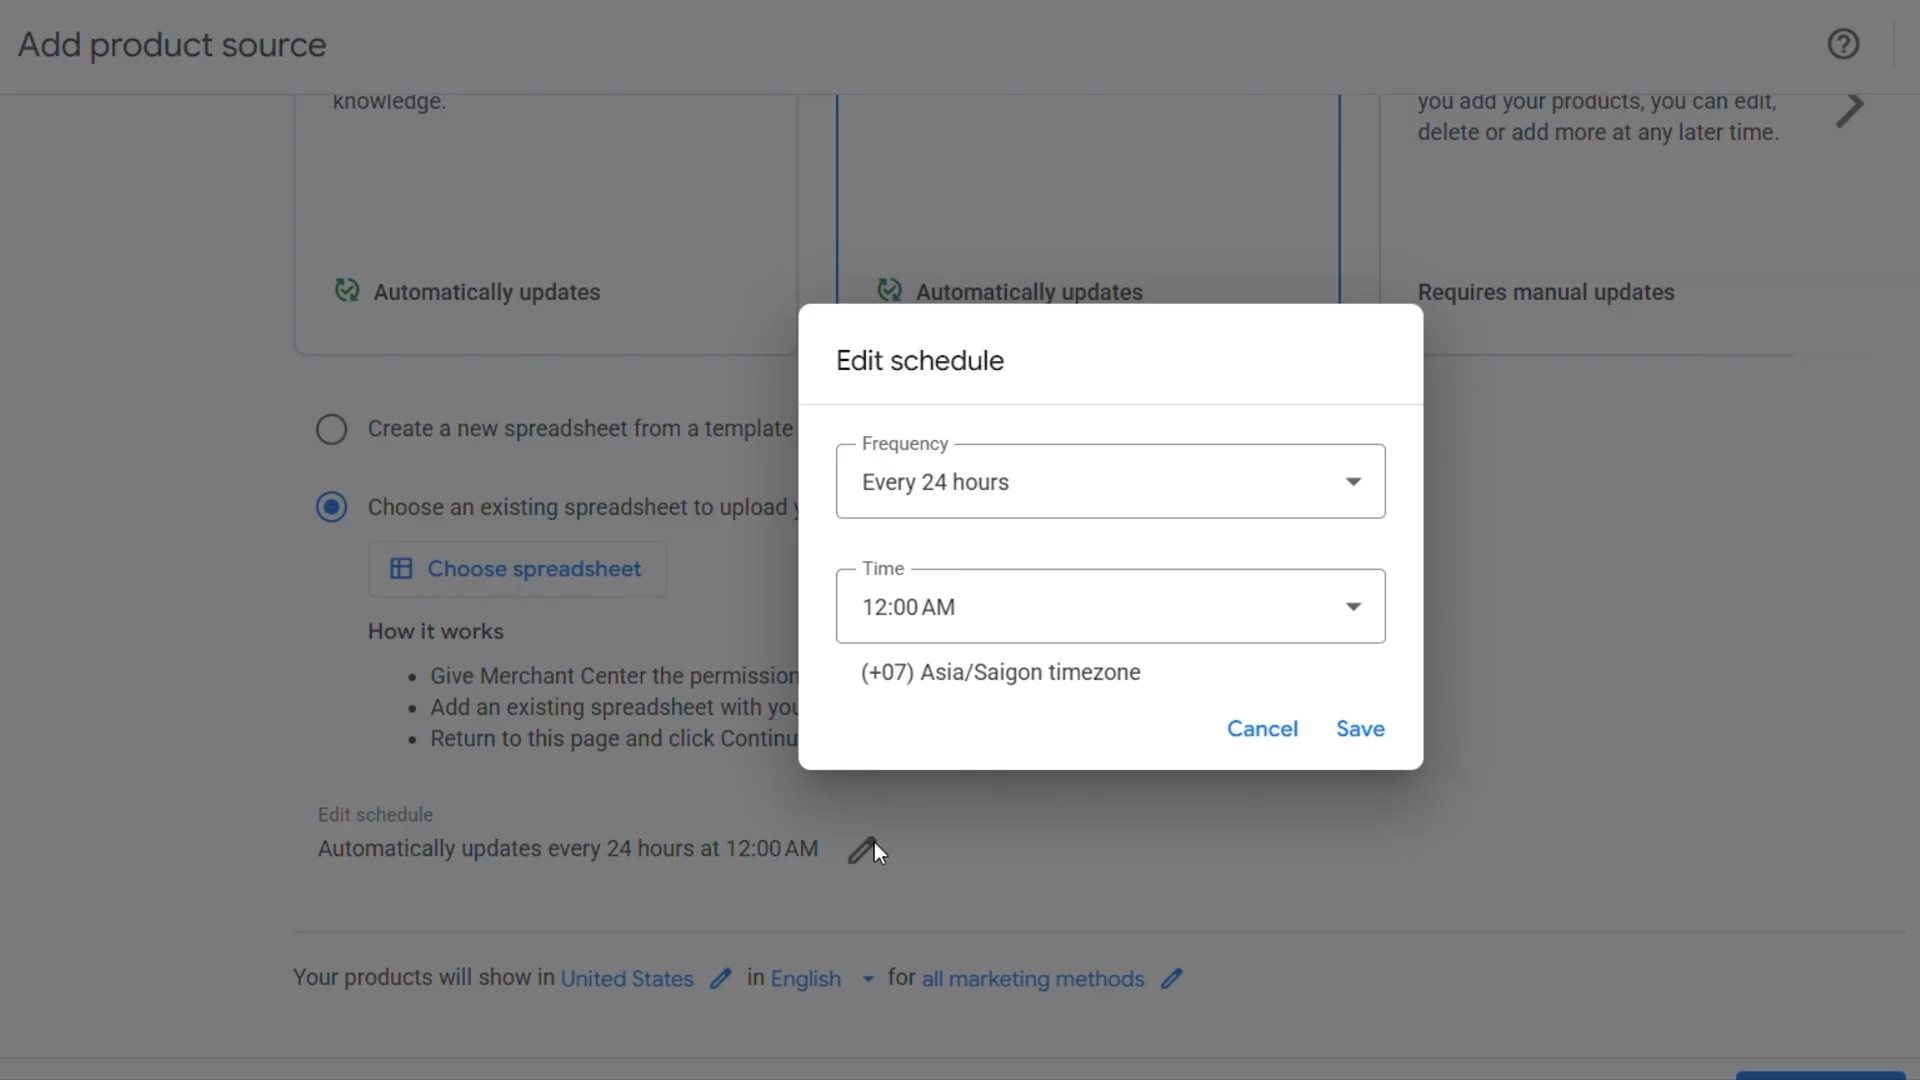 Add product source
knowledge.
you add your products, you can edit,
delete or add more at any later time.
Automatically updates
Automatically updates
Requires manual updates
Create a new spreadsheet from a template
Choose an existing spreadsheet to upload
Choose spreadsheet
How it works
Give Merchant Center the permission
Add an existing spreadsheet with you
Return to this page and click Continu
Edit schedule
Automatically updates every 24 hours at 12:00 AM
Edit schedule
Frequency
Every 24 hours
Time
12:00 AM
(+07) Asia/Saigon timezone
Cancel Save
Your products will show in United States in English for all marketing methods